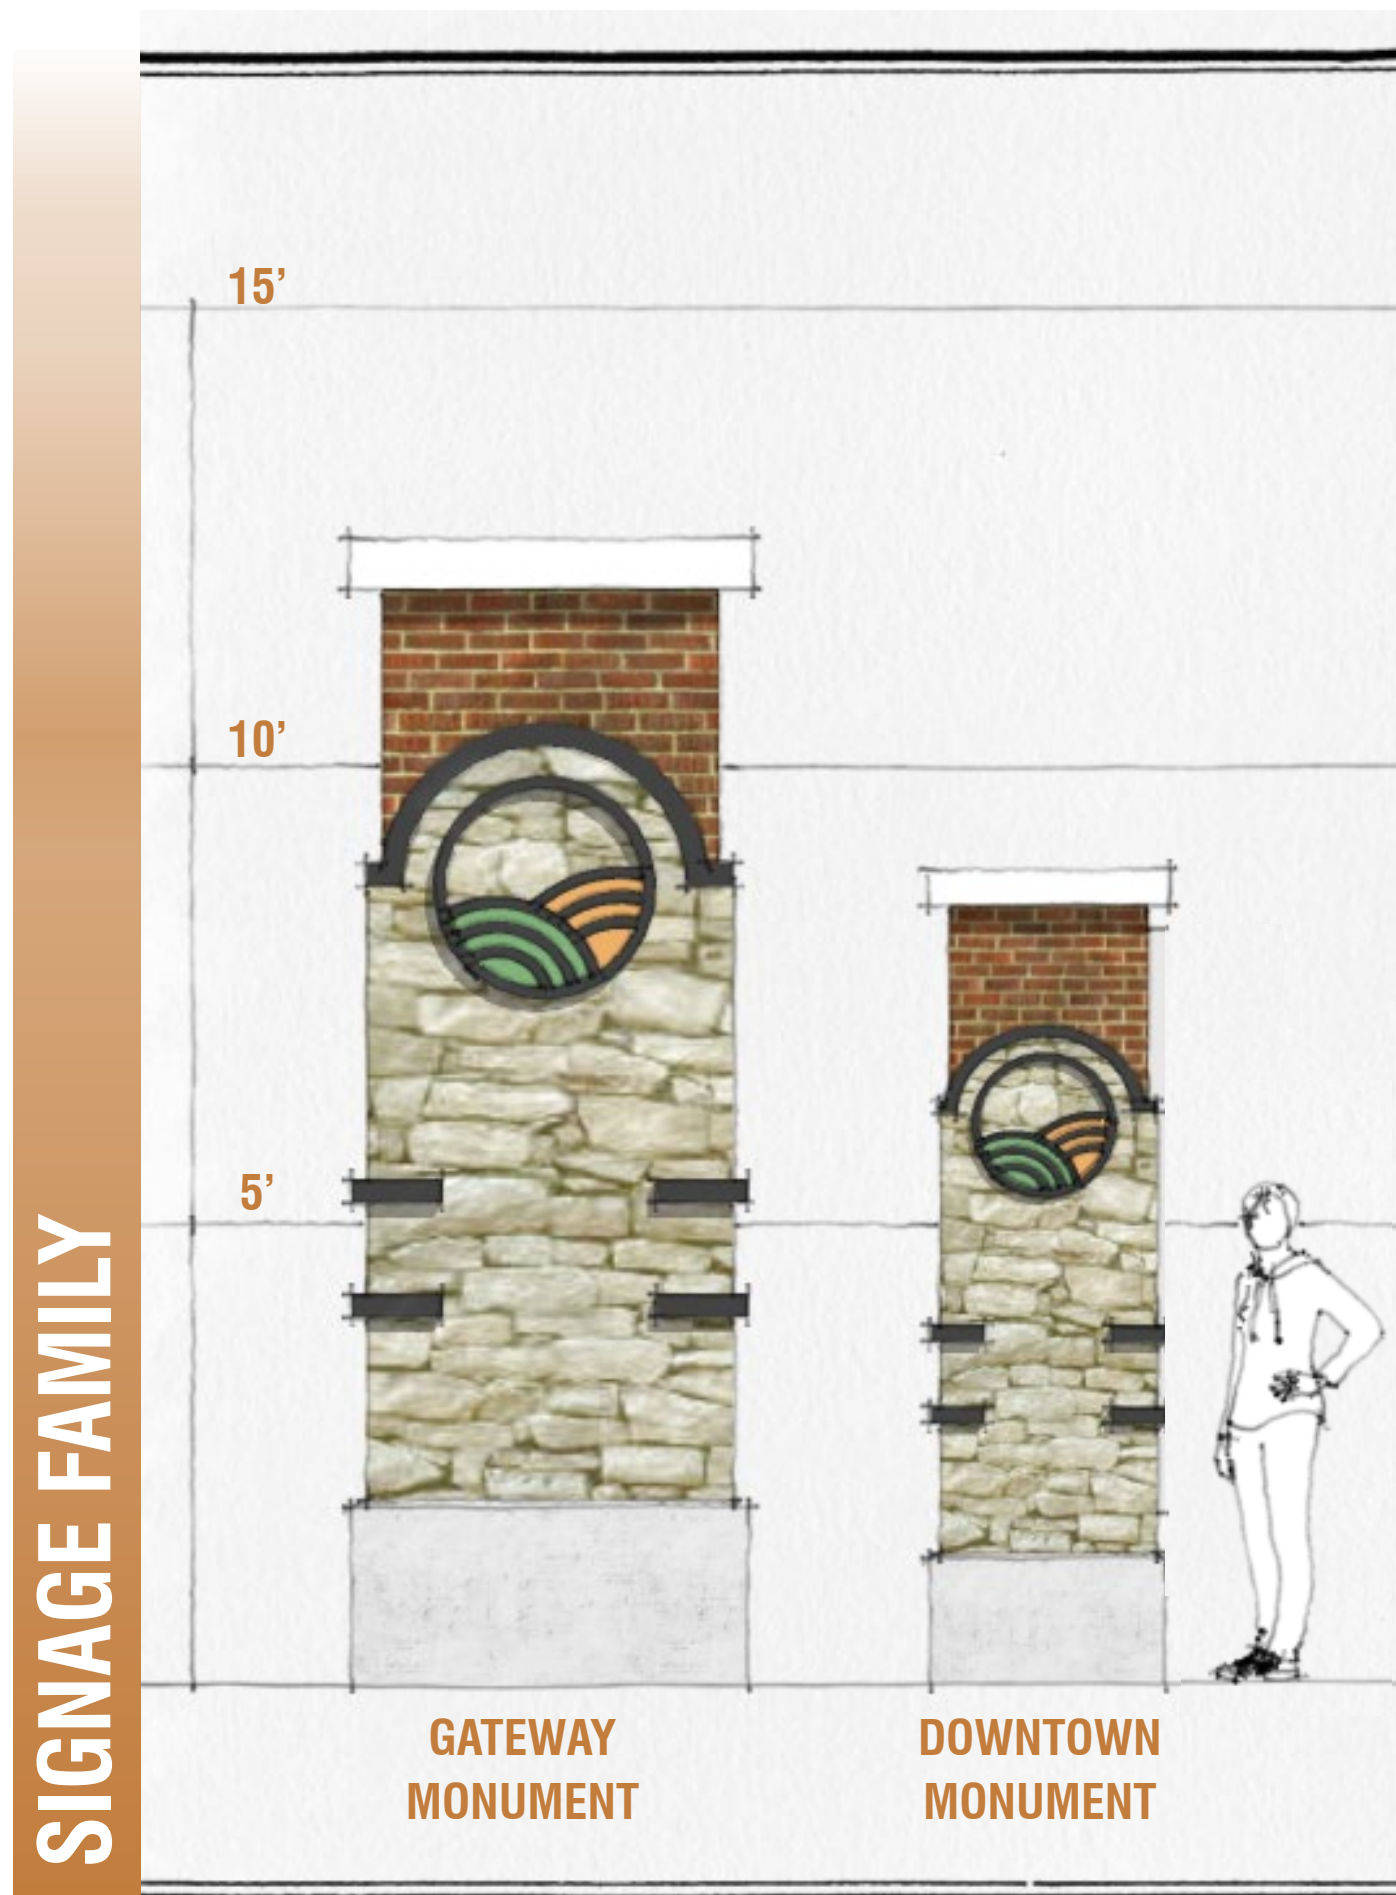 SIGNAGE FAMILY
15’
10’
5’
GATEWAY
MONUMENT
DOWNTOWN
MONUMENT